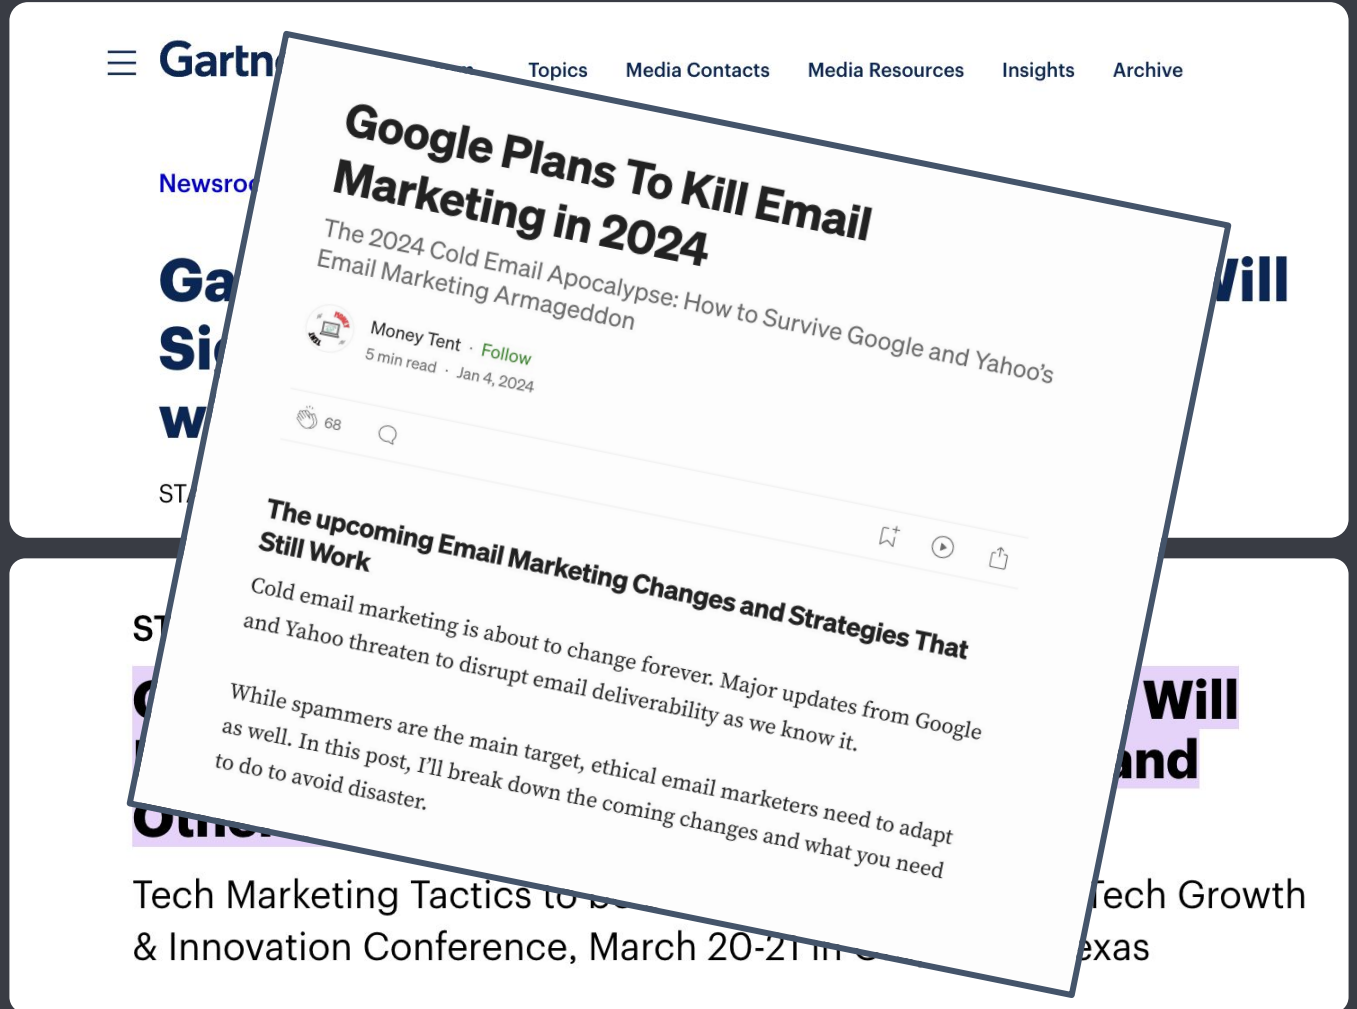 Topics Media Contacts Media Resources Insights Archive
Google Plans To Kill Email
Marketing in 2024
The 2024 Cold Email Apocalypse: How to Survive Google and Yahoo’s
Email Marketing Armageddon
Money Tent · Follow
5 min read · Jan 4, 2024
68
The upcoming Email Marketing Changes and Strategies That
Still Work
Cold email marketing is about to change forever. Major updates from Google
and Yahoo threaten to disrupt email deliverability as we know it.
While spammers are the main target, ethical email marketers need to adapt
as well. In this post, I’ll break down the coming changes and what you need
to do to avoid disaster.
Will
and
Tech Marketing Tactics to Tech Growth
& Innovation Conference, March 20-21 in